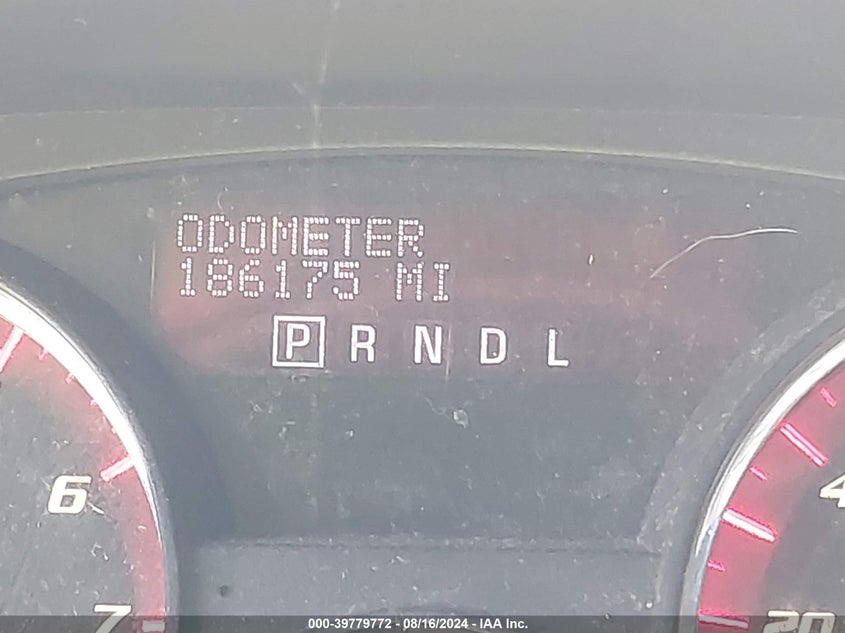 ODOMETER
186175 MI
P R N D L
6
7
4
20
000-39779772 - 08/16/2024 - IAA Inc.